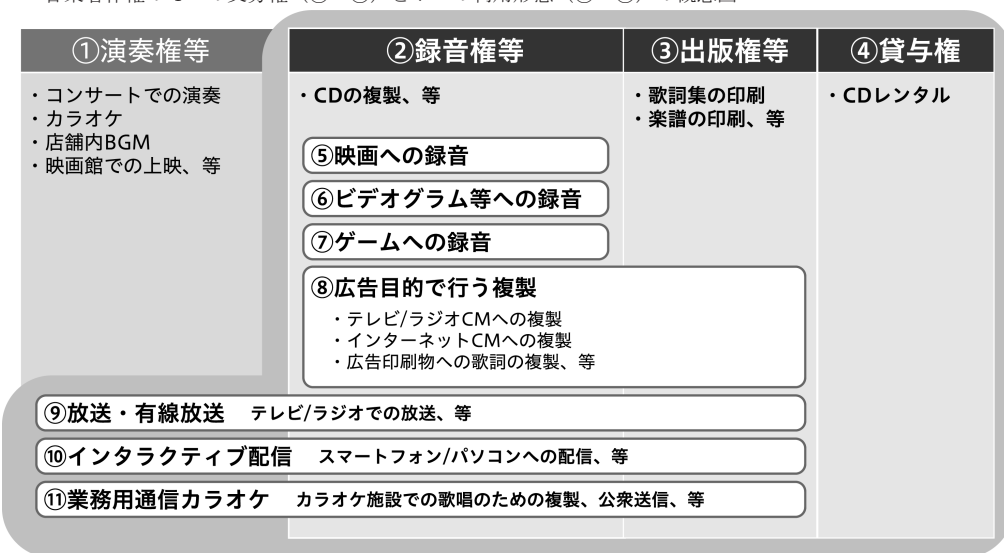 ①演奏権等
・コンサートでの演奏
・カラオケ
・店舗内BGM
・映画館での上映、等
②録音権等
・CDの複製、等
③出版権等
・歌詞集の印刷
・楽譜の印刷、等
④貸与権
・CDレンタル
⑤映画への録音
⑥ビデオグラム等への録音
⑦ゲームへの録音
⑧広告目的で行う複製
・テレビ/ラジオCMへの複製
・インターネットCMへの複製
・広告印刷物への歌詞の複製、等
⑨放送・有線放送 テレビ/ラジオでの放送、等
⑩インタラクティブ配信 スマートフォン/パソコンへの配信、等
⑪業務用通信カラオケ カラオケ施設での歌唱のための複製、公衆送信、等